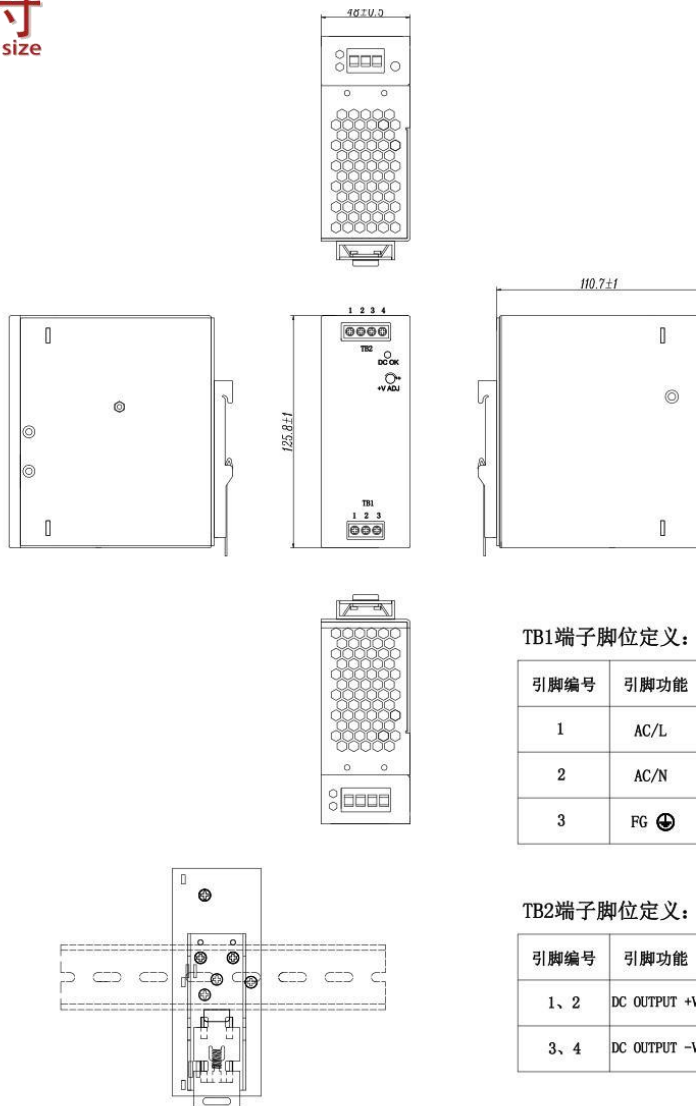 寸
size
48±0.5
110.7±1
1 2 3 4
TB2
DC OK
+V ADJ
125.8±1
TB1
1 2 3
TB1端子脚位定义:
引脚编号 引脚功能
1 AC/L
2 AC/N
3 FG
TB2端子脚位定义:
引脚编号 引脚功能
1、2 DC OUTPUT +V
3、4 DC OUTPUT -V